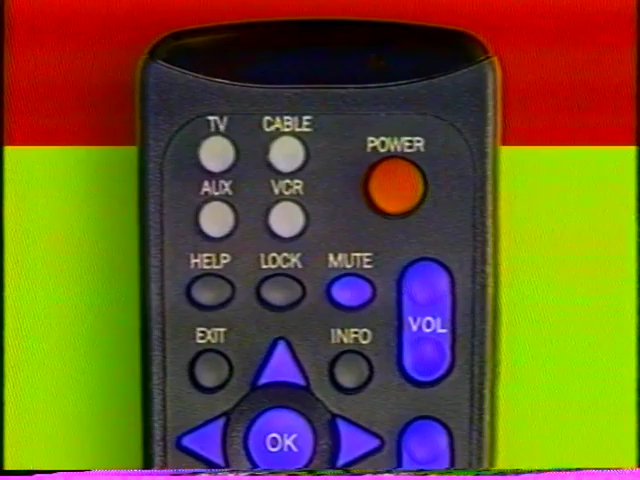 TV CABLE
POWER
AUX VCR
HELP LOCK MUTE
VOL
EXIT INFO
OK